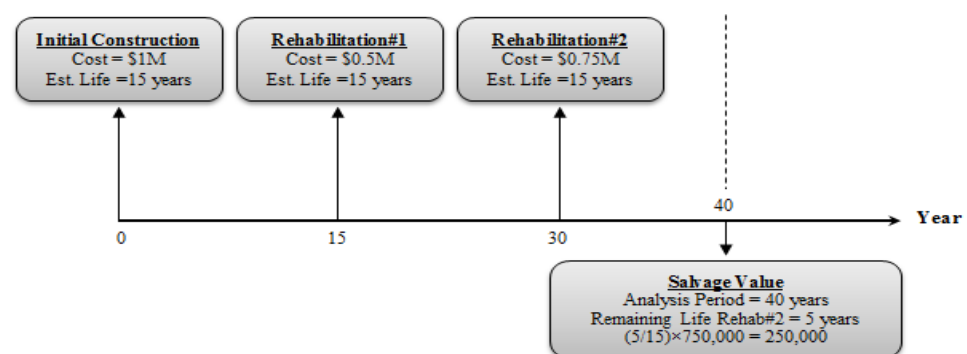 Initial Construction
Cost = $1M
Est. Life =15 years
Rehabilitation#1
Cost = $0.5M
Est. Life =15 years
Rehabilitation#2
Cost = $0.75M
Est. Life =15 years
40
Year
0
15
30
Salvage Value
Analysis Period = 40 years
Remaining Life Rehab#2 = 5 years
(5/15)×750,000 = 250,000